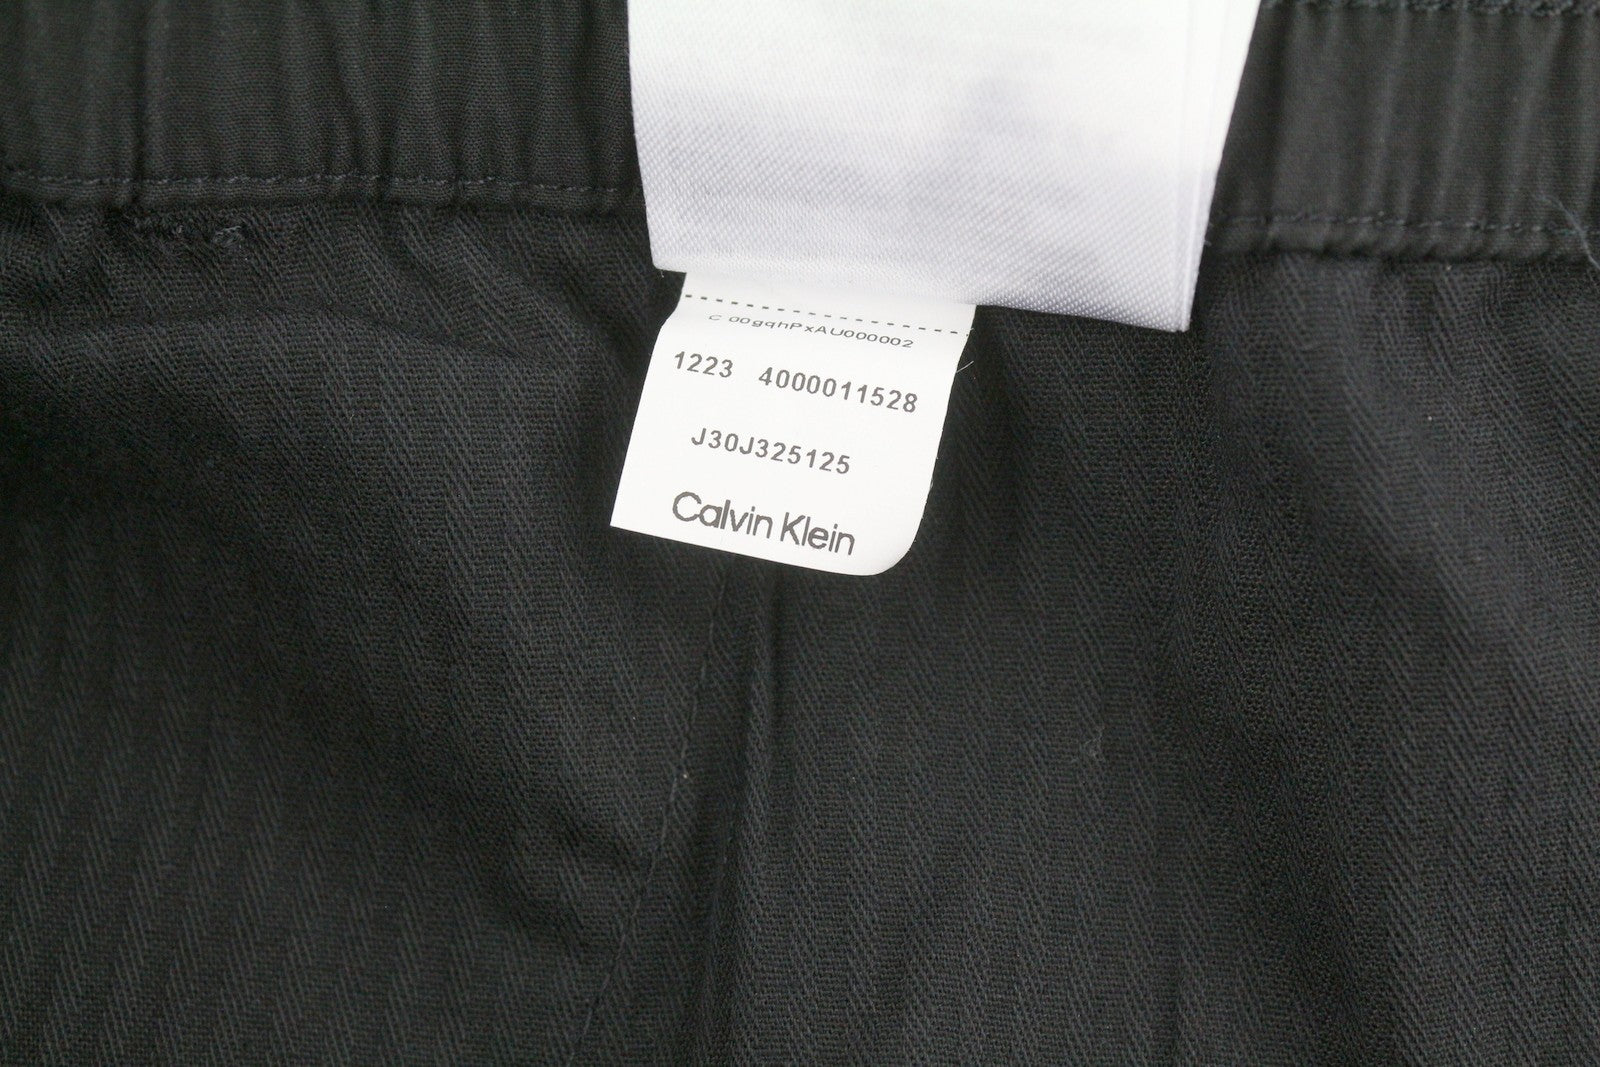 C 00gqhPxAU000002
1223 4000011528
J30J325125
Calvin Klein